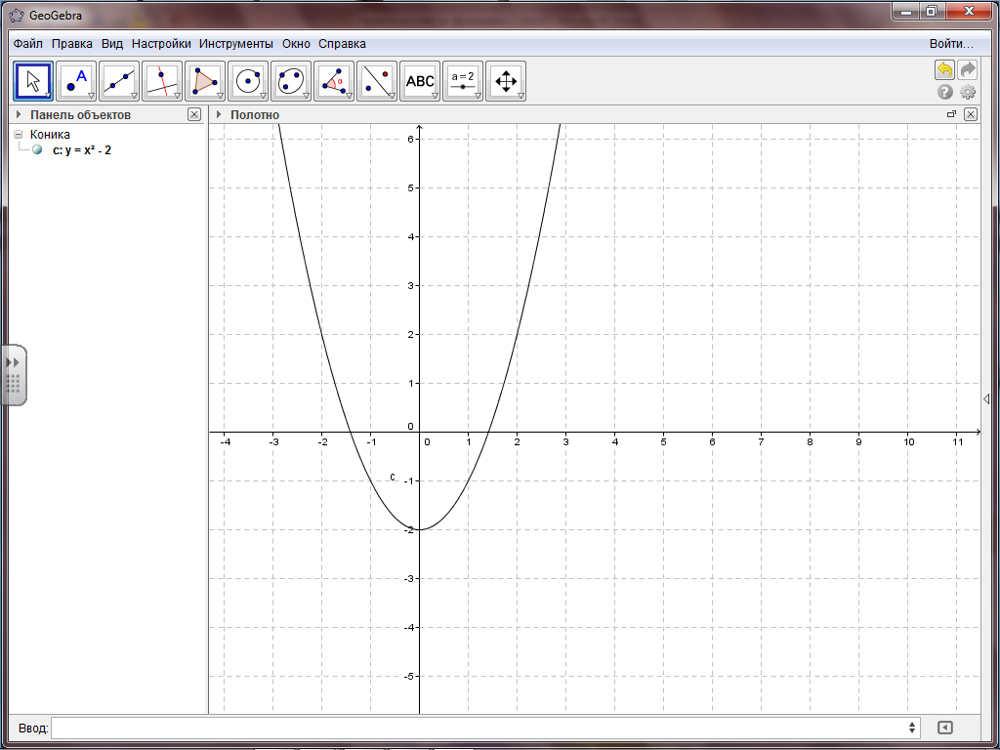 GeoGebra
Файл Правка Вид Настройки Инструменты Окно Справка Войти...
A α ABC a = 2
Панель объектов Полотно
Коника
c: y = x² - 2
6
5
4
3
2
1
0
-4 -3 -2 -1 0 1 2 3 4 5 6 7 8 9 10 11
c -1
-2
-3
-4
-5
Ввод: